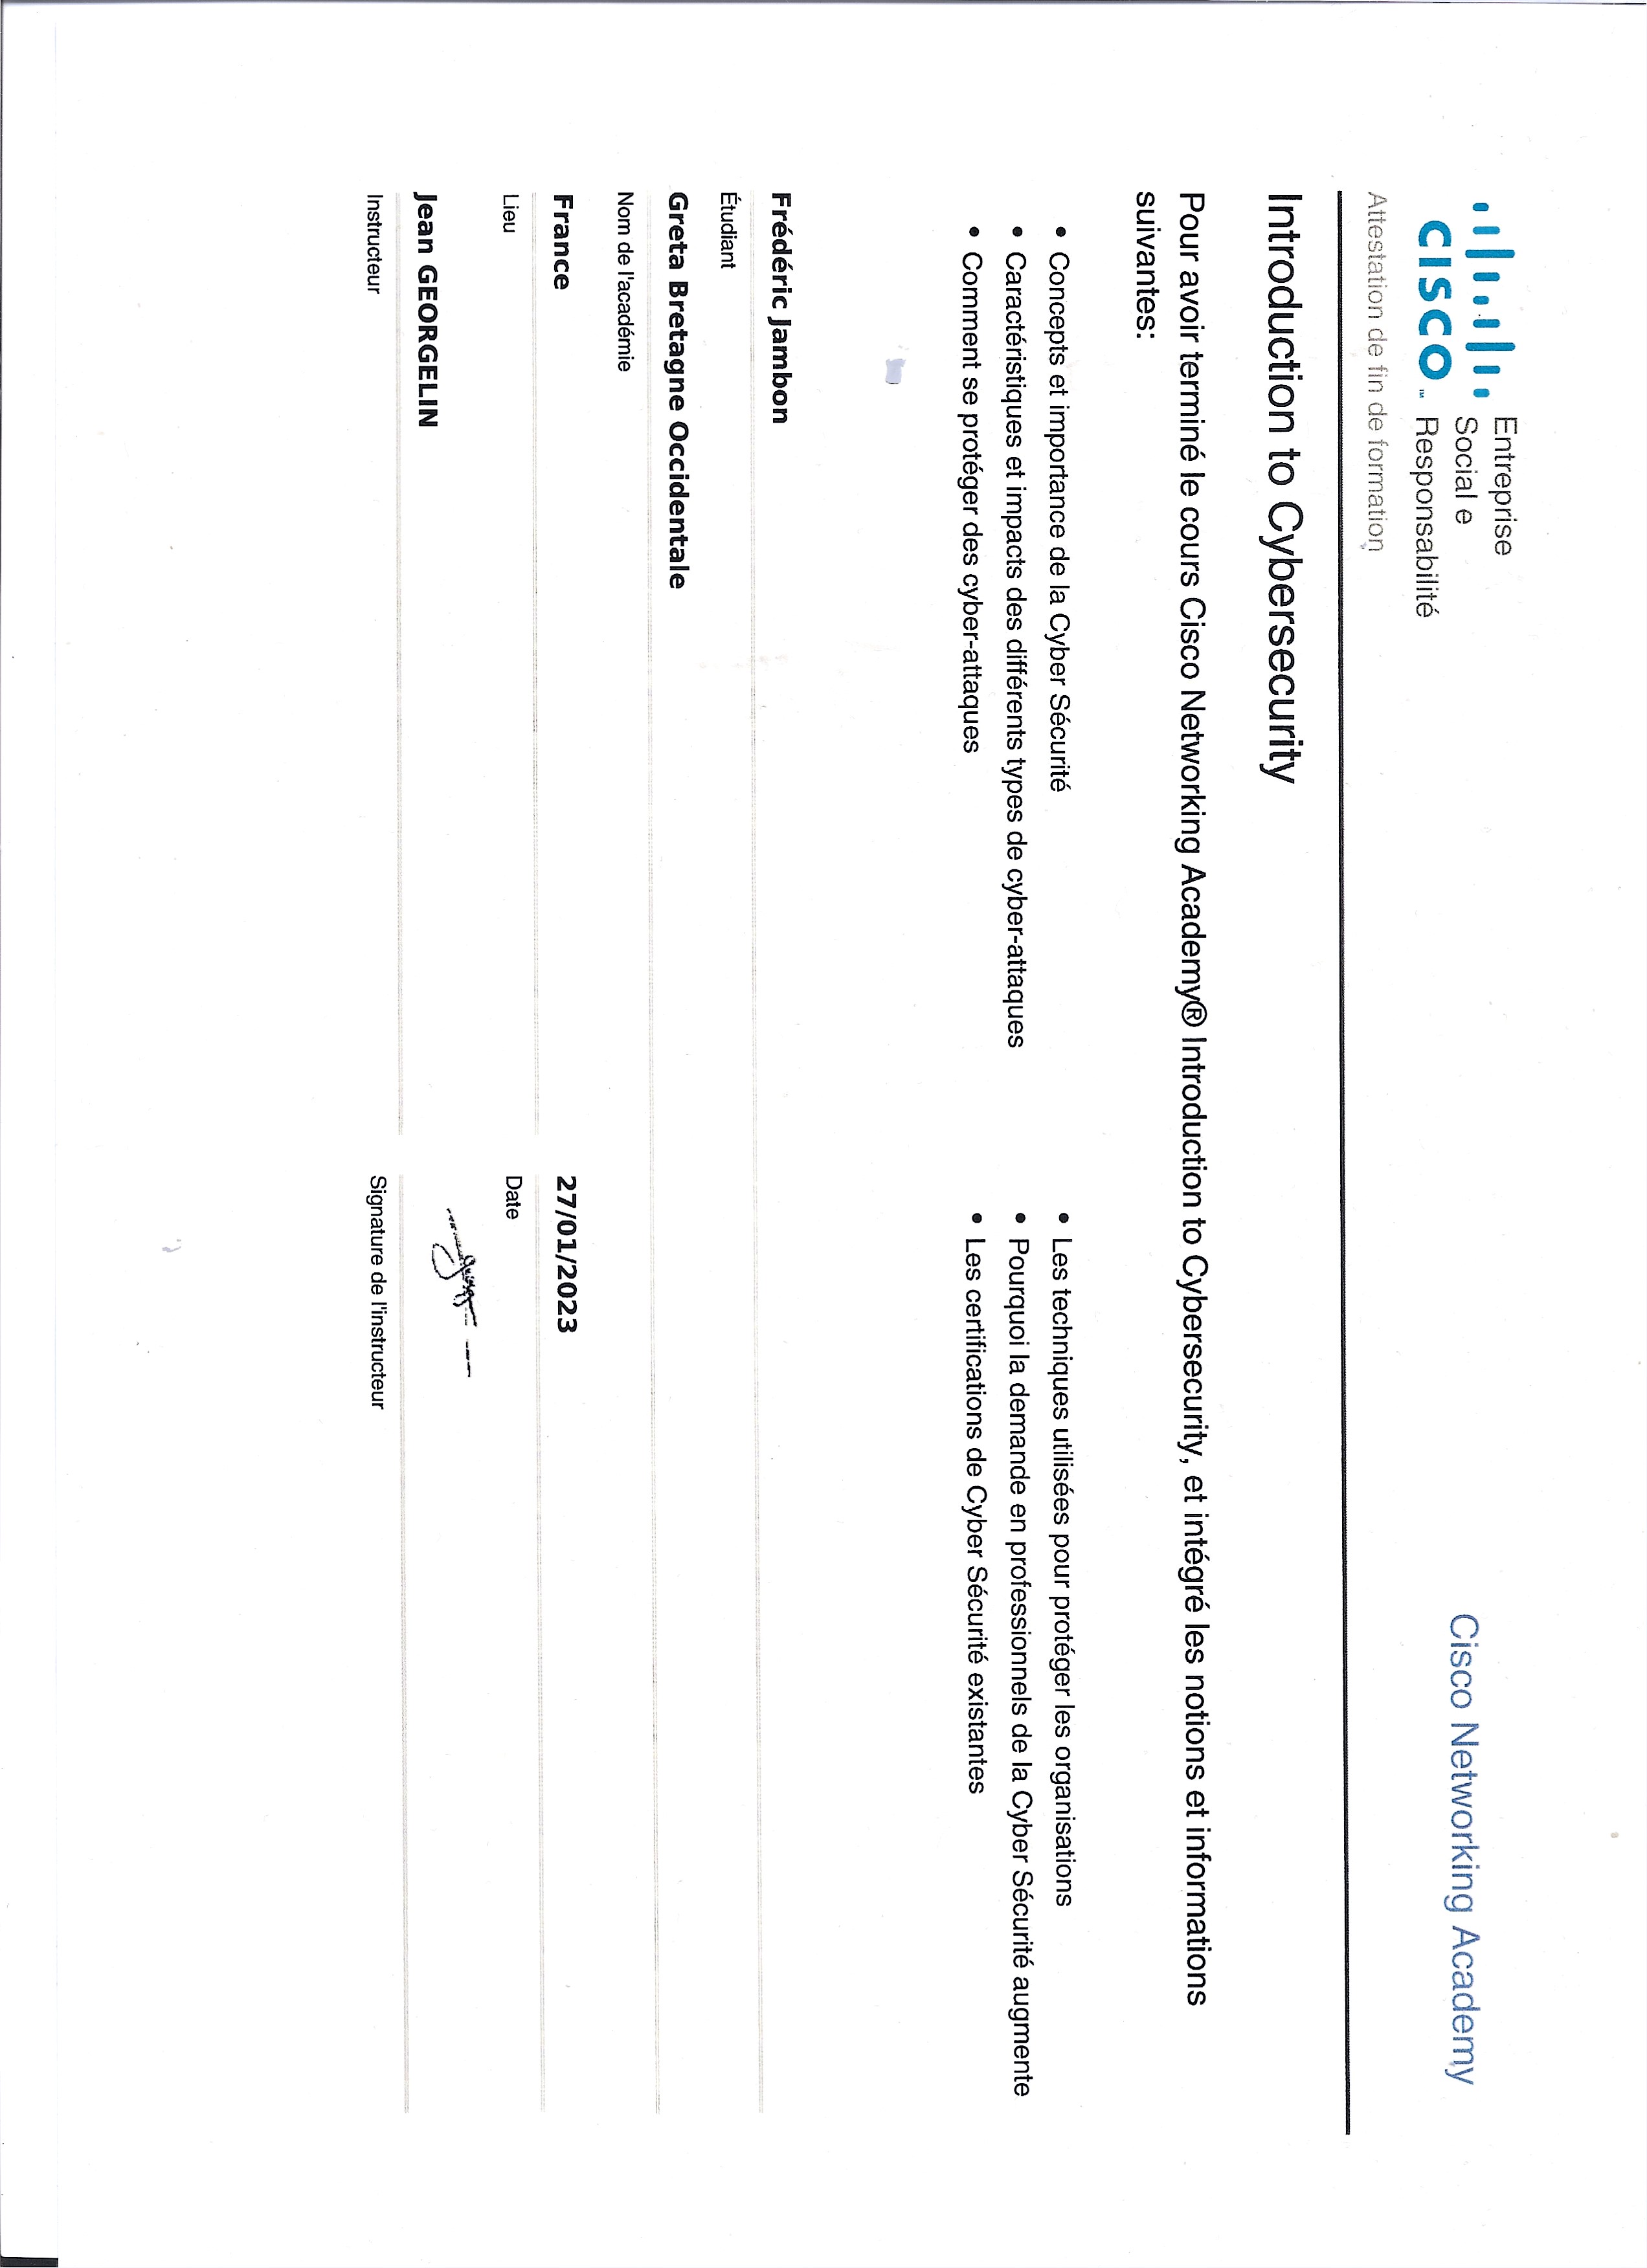 CISCO™
Entreprise
Social e
Responsabilité
Cisco Networking Academy
Attestation de fin de formation
Introduction to Cybersecurity
Pour avoir terminé le cours Cisco Networking Academy® Introduction to Cybersecurity, et intégré les notions et informations
suivantes:
• Concepts et importance de la Cyber Sécurité
• Caractéristiques et impacts des différents types de cyber-attaques
• Comment se protéger des cyber-attaques
• Les techniques utilisées pour protéger les organisations
• Pourquoi la demande en professionnels de la Cyber Sécurité augmente
• Les certifications de Cyber Sécurité existantes
Frédéric Jambon
Étudiant
Greta Bretagne Occidentale
Nom de l'académie
France
Lieu
27/01/2023
Date
Jean GEORGELIN
Instructeur
Signature de l'instructeur